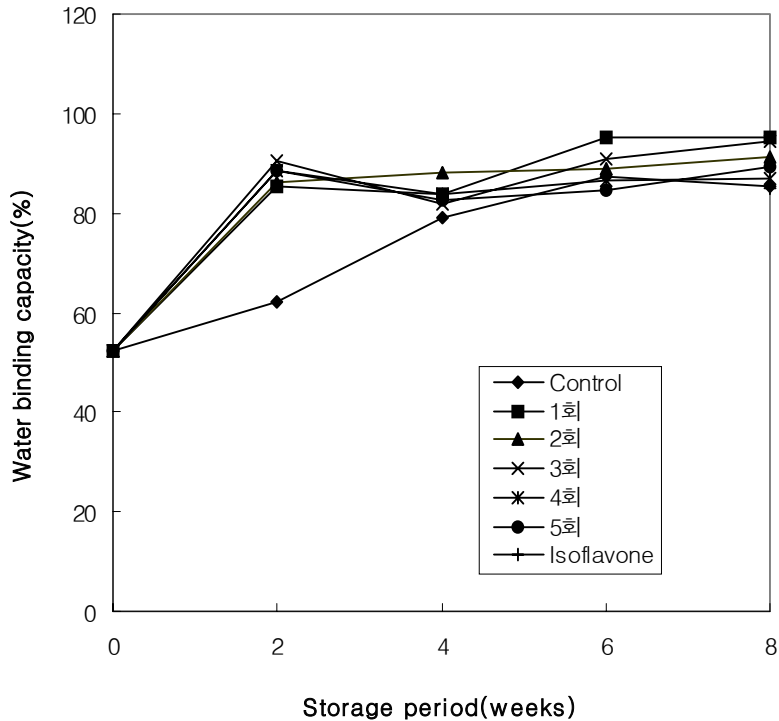 120
100
80
60
40
20
0
Water binding capacity(%)
0 2 4 6 8
Storage period(weeks)
Control
1회
2회
3회
4회
5회
Isoflavone